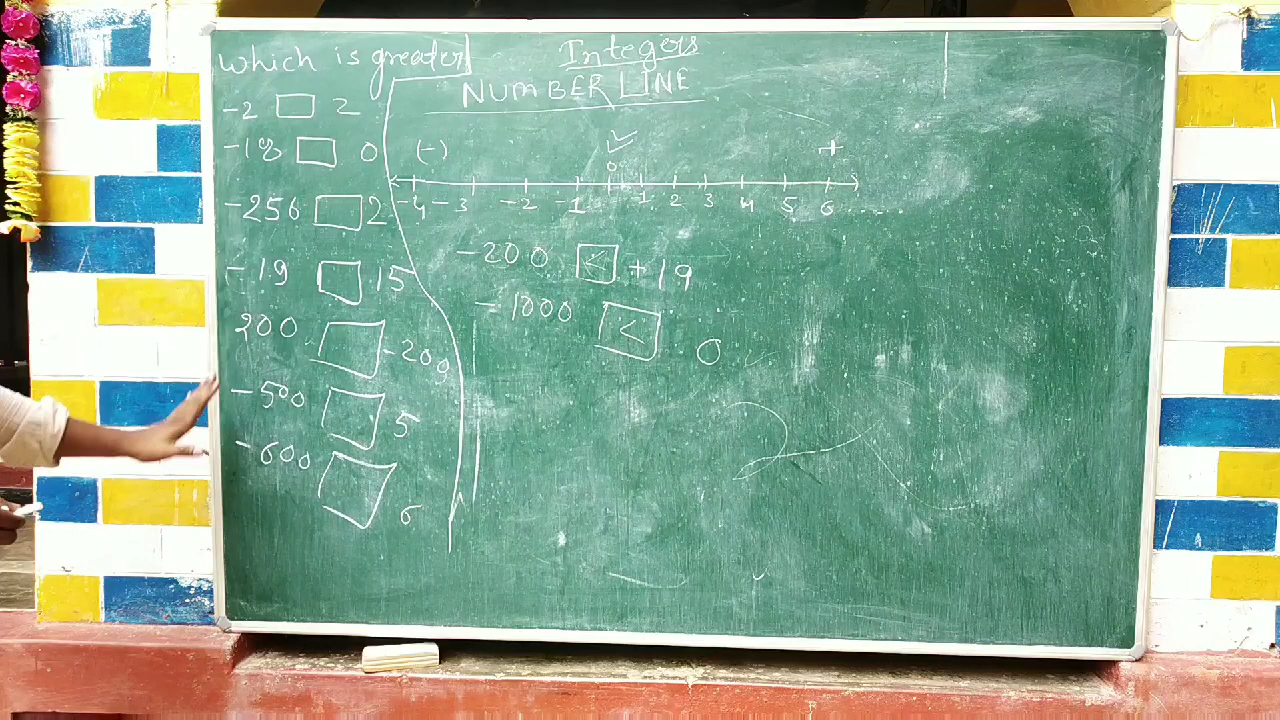 which is greater
-2 □ 2
-18 □ 0
-256 □ 2
-19 □ 15
200 □ -209
-500 □ 5
-600 □ 6
Integers
NUMBER LINE
(-) 0 +
-4 -3 -2 -1 1 2 3 4 5 6 ....
-200 < +19
-1000 < 0